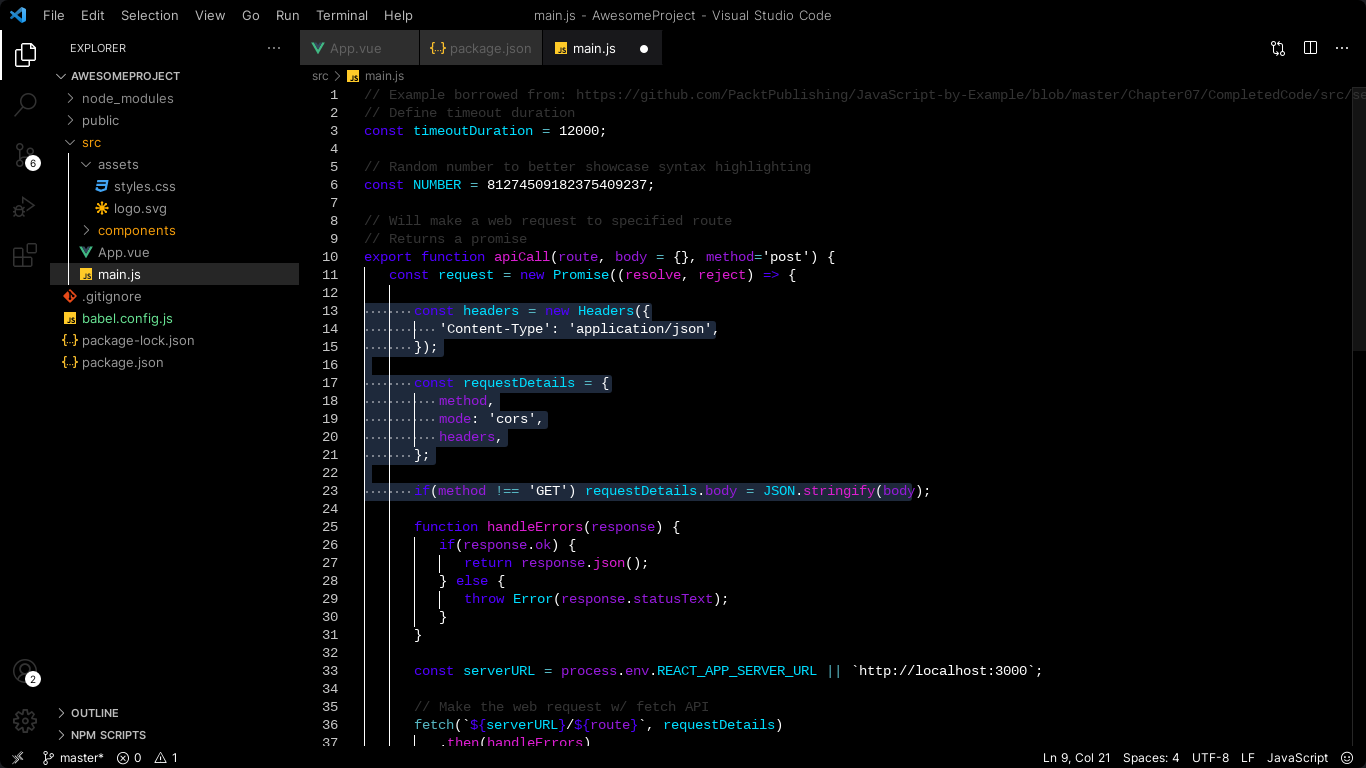 File Edit Selection View Go Run Terminal Help
main.js - AwesomeProject - Visual Studio Code
EXPLORER
App.vue
package.json
main.js
AWESOMEPROJECT
src
main.js
node_modules
public
src
assets
styles.css
logo.svg
components
App.vue
main.js
.gitignore
babel.config.js
package-lock.json
package.json
6
2
OUTLINE
NPM SCRIPTS
1 // Example borrowed from: https://github.com/PacktPublishing/JavaScript-by-Example/blob/master/Chapter07/CompletedCode/src/se
2 // Define timeout duration
3 const timeoutDuration = 12000;
4
5 // Random number to better showcase syntax highlighting
6 const NUMBER = 81274509182375409237;
7
8 // Will make a web request to specified route
9 // Returns a promise
10 export function apiCall(route, body = {}, method='post') {
11 const request = new Promise((resolve, reject) => {
12
13 const headers = new Headers({
14 'Content-Type': 'application/json',
15 });
16
17 const requestDetails = {
18 method,
19 mode: 'cors',
20 headers,
21 };
22
23 if(method !== 'GET') requestDetails.body = JSON.stringify(body);
24
25 function handleErrors(response) {
26 if(response.ok) {
27 return response.json();
28 } else {
29 throw Error(response.statusText);
30 }
31 }
32
33 const serverURL = process.env.REACT_APP_SERVER_URL || `http://localhost:3000`;
34
35 // Make the web request w/ fetch API
36 fetch(`${serverURL}/${route}`, requestDetails)
37 .then(handleErrors)
master* 0 1
Ln 9, Col 21 Spaces: 4 UTF-8 LF JavaScript